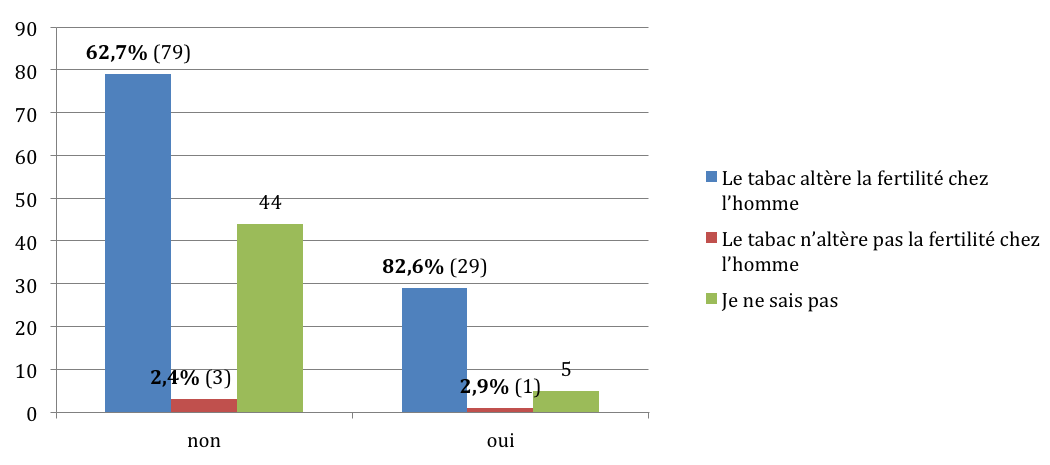 90
80
70
60
50
40
30
20
10
0
62,7% (79)
2,4% (3)
44
82,6% (29)
2,9% (1)
5
non
oui
Le tabac altère la fertilité chez
l’homme
Le tabac n’altère pas la fertilité chez
l’homme
Je ne sais pas